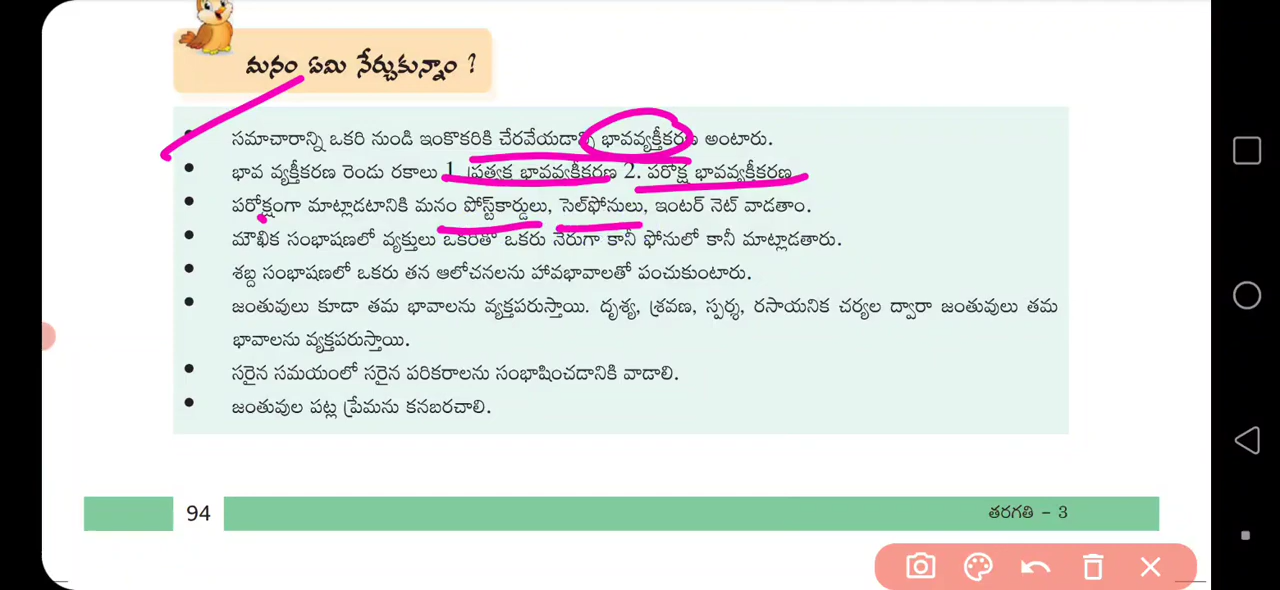 మనం ఏమి నేర్చుకున్నాం ?
సమాచారాన్ని ఒకరి నుండి ఇంకొకరికి చేరవేయడాన్ని భావవ్యక్తీకరణ అంటారు.
భావ వ్యక్తీకరణ రెండు రకాలు 1. ప్రత్యక్ష భావవ్యక్తీకరణ 2. పరోక్ష భావవ్యక్తీకరణ
పరోక్షంగా మాట్లాడటానికి మనం పోస్ట్‌కార్డులు, సెల్‌ఫోనులు, ఇంటర్ నెట్ వాడతాం.
మౌఖిక సంభాషణలో వ్యక్తులు ఒకరితో ఒకరు నేరుగా కానీ ఫోనులో కానీ మాట్లాడతారు.
శబ్ద సంభాషణలో ఒకరు తన ఆలోచనలను హావభావాలతో పంచుకుంటారు.
జంతువులు కూడా తమ భావాలను వ్యక్తపరుస్తాయి. దృశ్య, శ్రవణ, స్పర్శ, రసాయనిక చర్యల ద్వారా జంతువులు తమ
భావాలను వ్యక్తపరుస్తాయి.
సరైన సమయంలో సరైన పరికరాలను సంభాషించడానికి వాడాలి.
జంతువుల పట్ల ప్రేమను కనబరచాలి.
94
తరగతి - 3